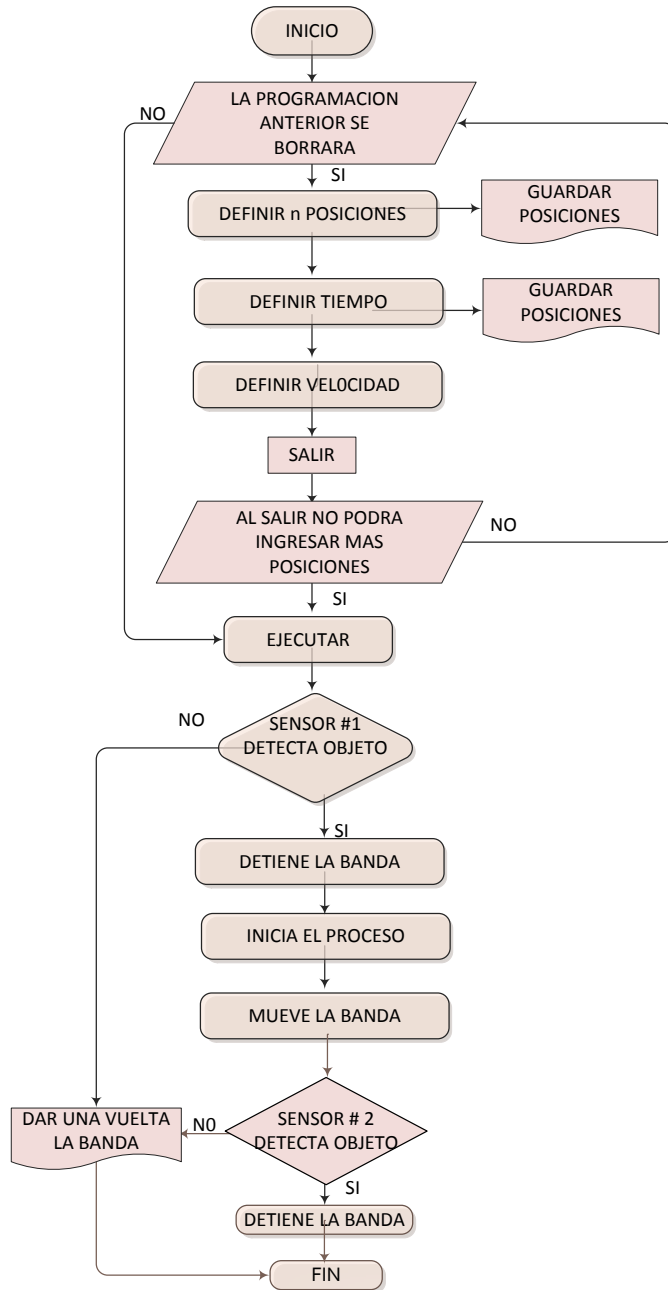 INICIO
NO
LA PROGRAMACION
ANTERIOR SE
BORRARA
SI
DEFINIR n POSICIONES
GUARDAR
POSICIONES
DEFINIR TIEMPO
GUARDAR
POSICIONES
DEFINIR VEL0CIDAD
SALIR
AL SALIR NO PODRA
INGRESAR MAS
POSICIONES
NO
SI
EJECUTAR
NO
SENSOR #1
DETECTA OBJETO
SI
DETIENE LA BANDA
INICIA EL PROCESO
MUEVE LA BANDA
DAR UNA VUELTA
LA BANDA
N0
SENSOR # 2
DETECTA OBJETO
SI
DETIENE LA BANDA
FIN